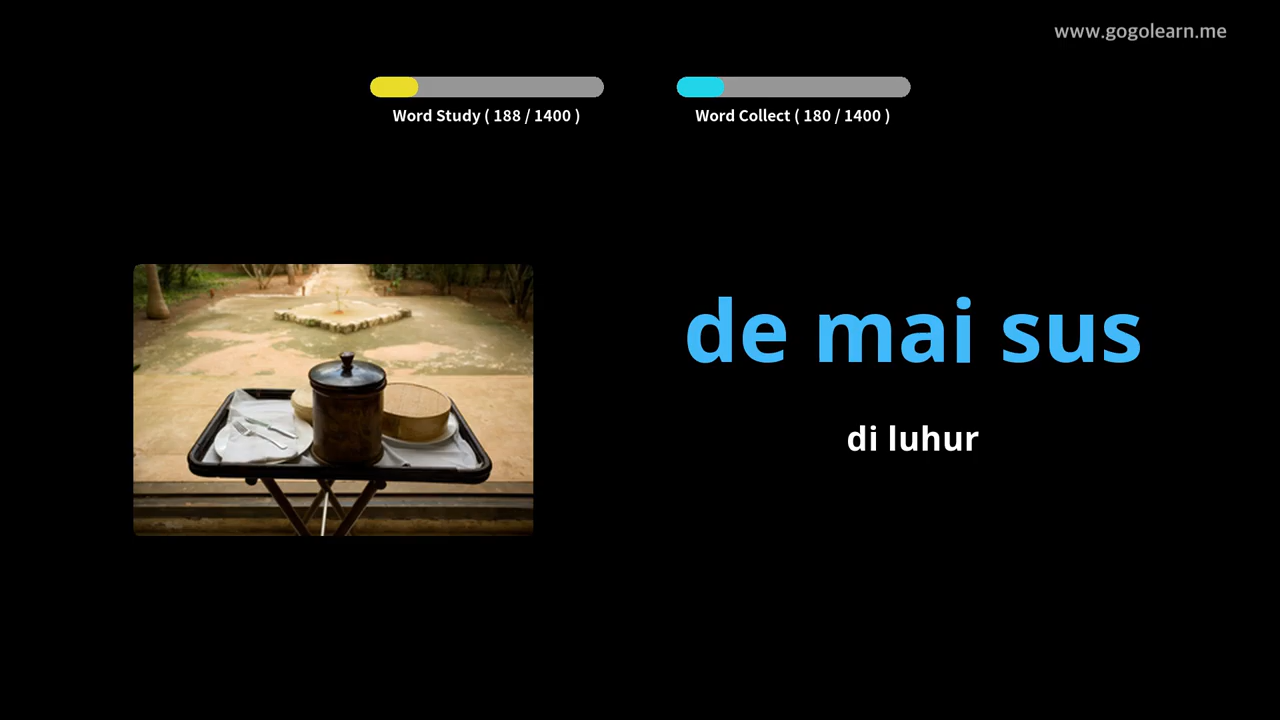 www.gogolearn.me
Word Study ( 188 / 1400 )
Word Collect ( 180 / 1400 )
de mai sus
di luhur